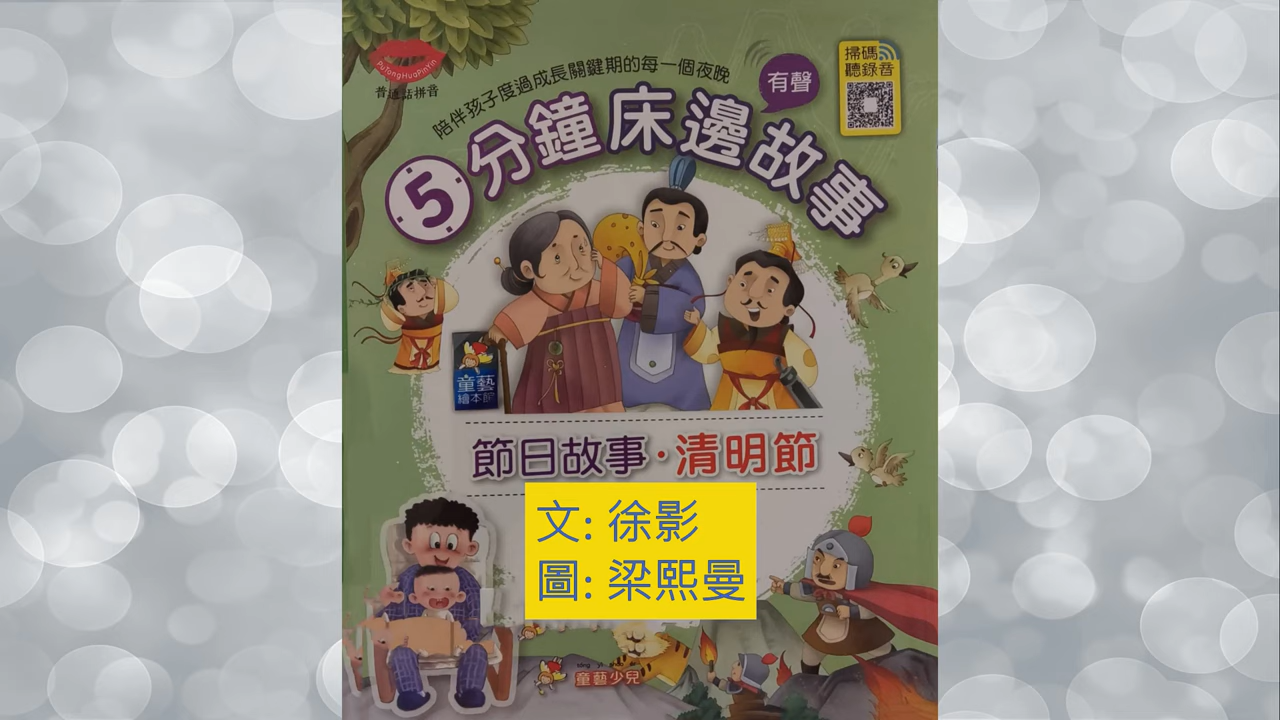 PuTongHuaPinYin
普通話拼音
陪伴孩子度過成長關鍵期的每一個夜晚
有聲
掃碼
聽錄音
5分鐘床邊故事
童藝
繪本館
節日故事·清明節
文: 徐影
圖: 梁熙曼
童藝少兒